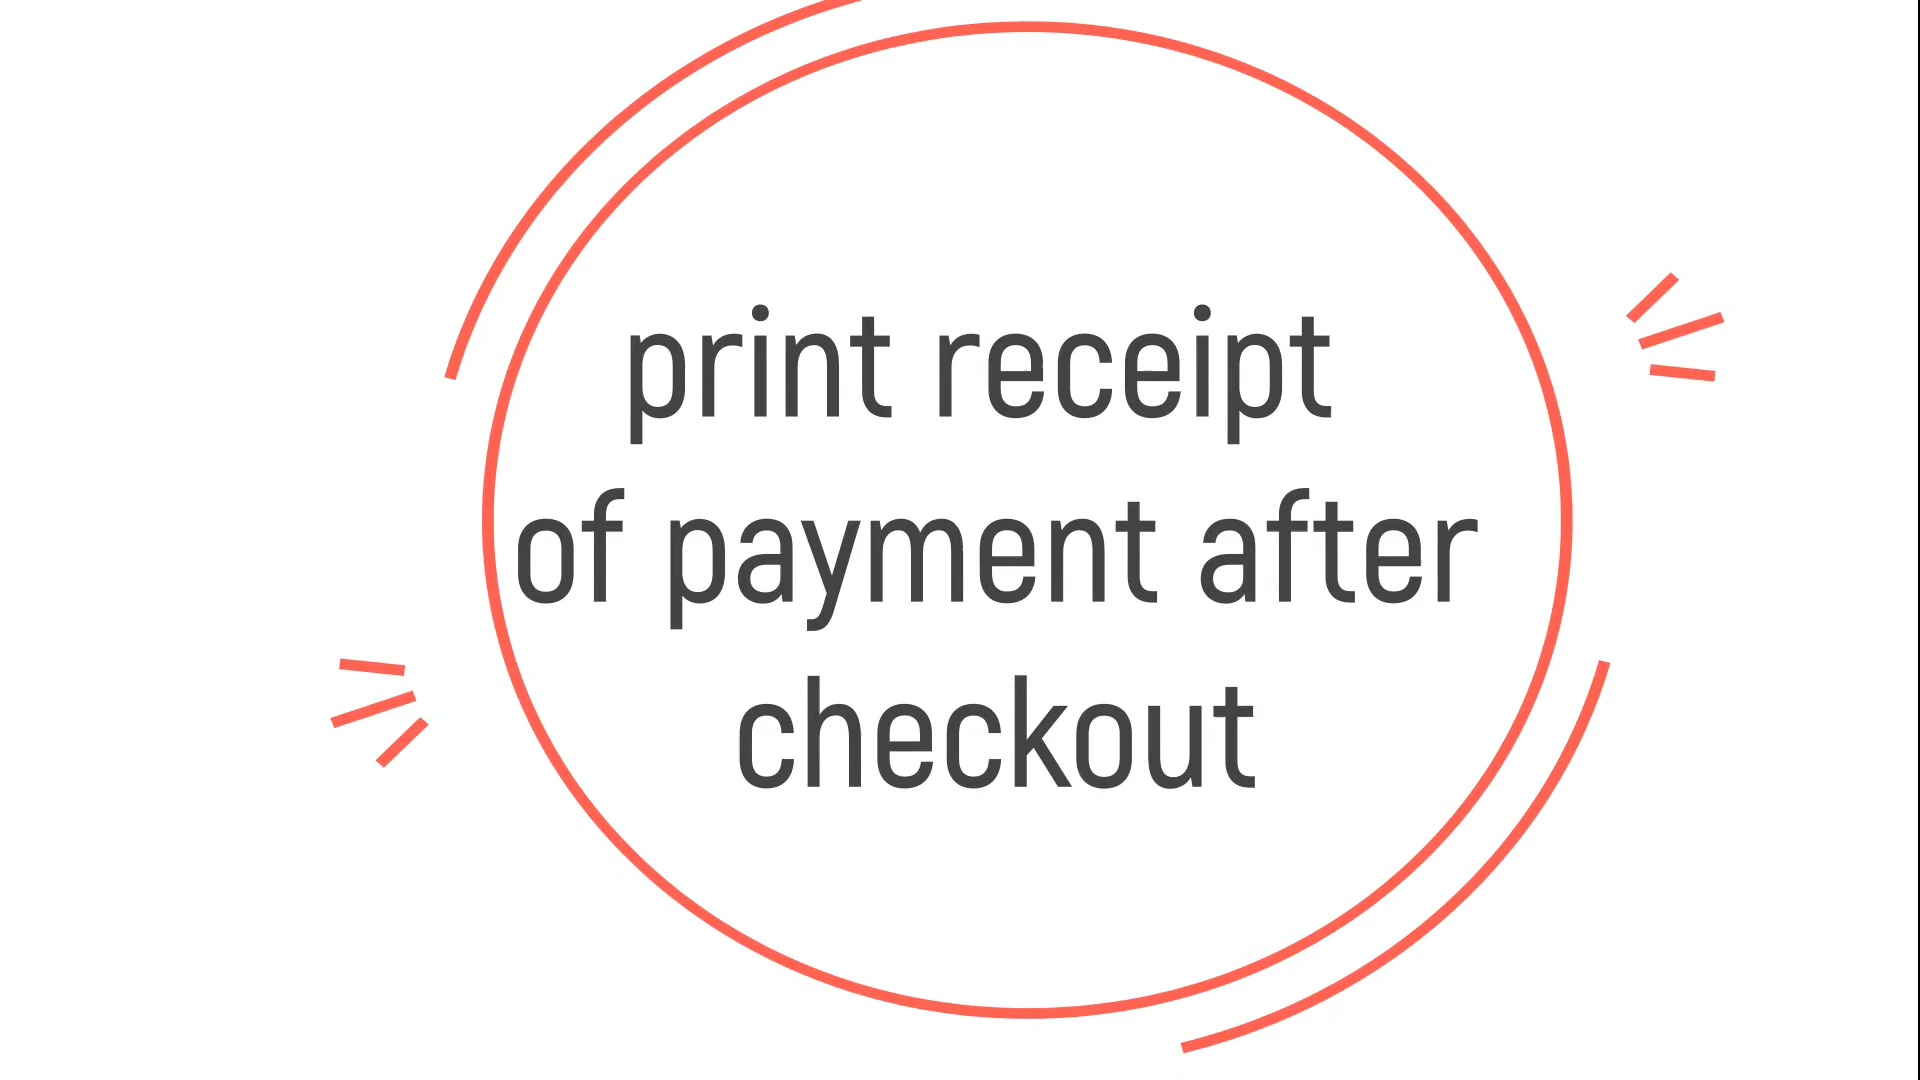 print receipt
of payment after
checkout